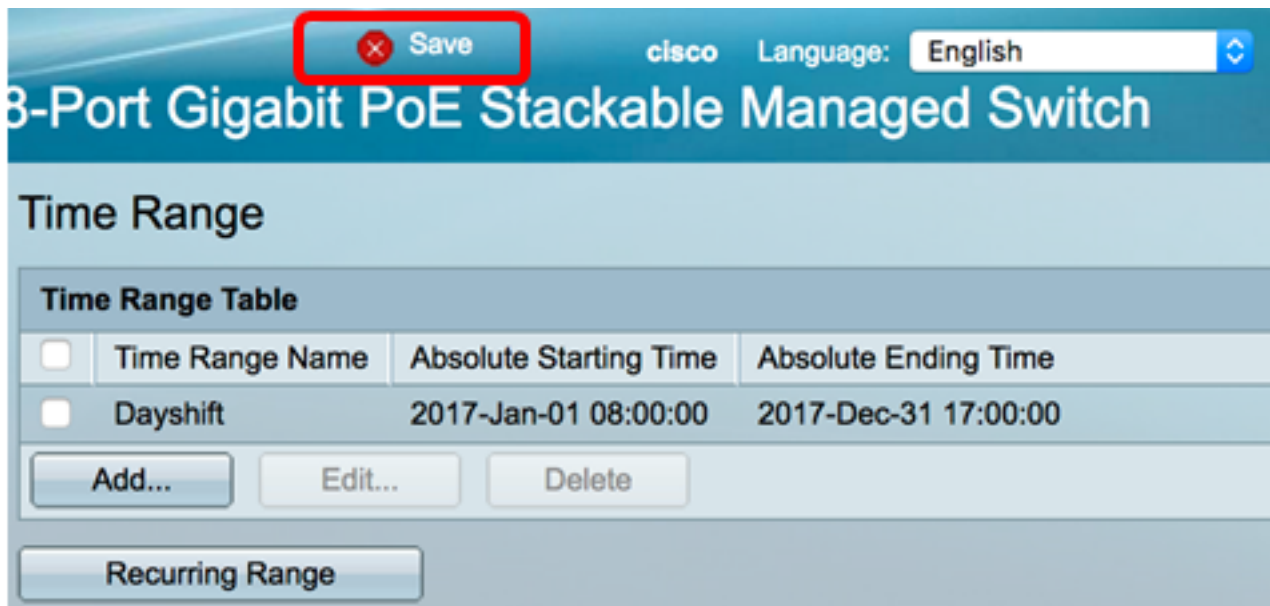 Save
cisco Language: English
8-Port Gigabit PoE Stackable Managed Switch
Time Range
Time Range Table
Time Range Name Absolute Starting Time Absolute Ending Time
Dayshift 2017-Jan-01 08:00:00 2017-Dec-31 17:00:00
Add... Edit... Delete
Recurring Range